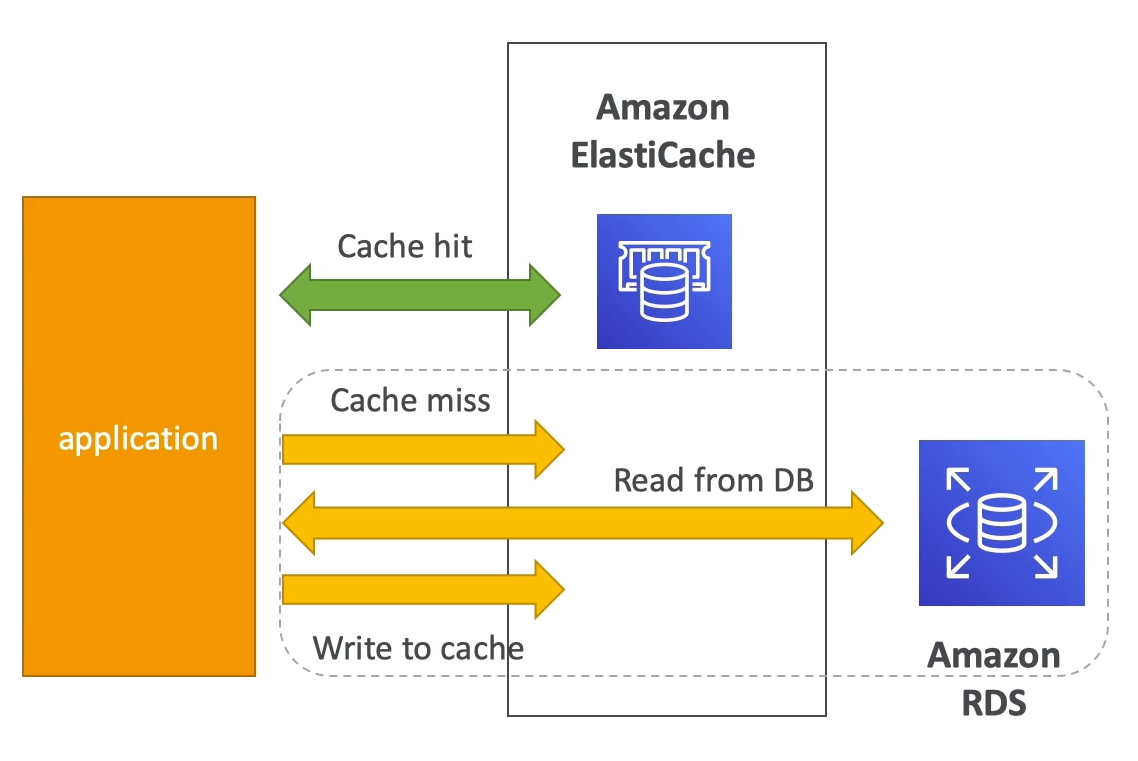 Amazon
ElastiCache
Cache hit
application
Cache miss
Read from DB
Write to cache
Amazon
RDS